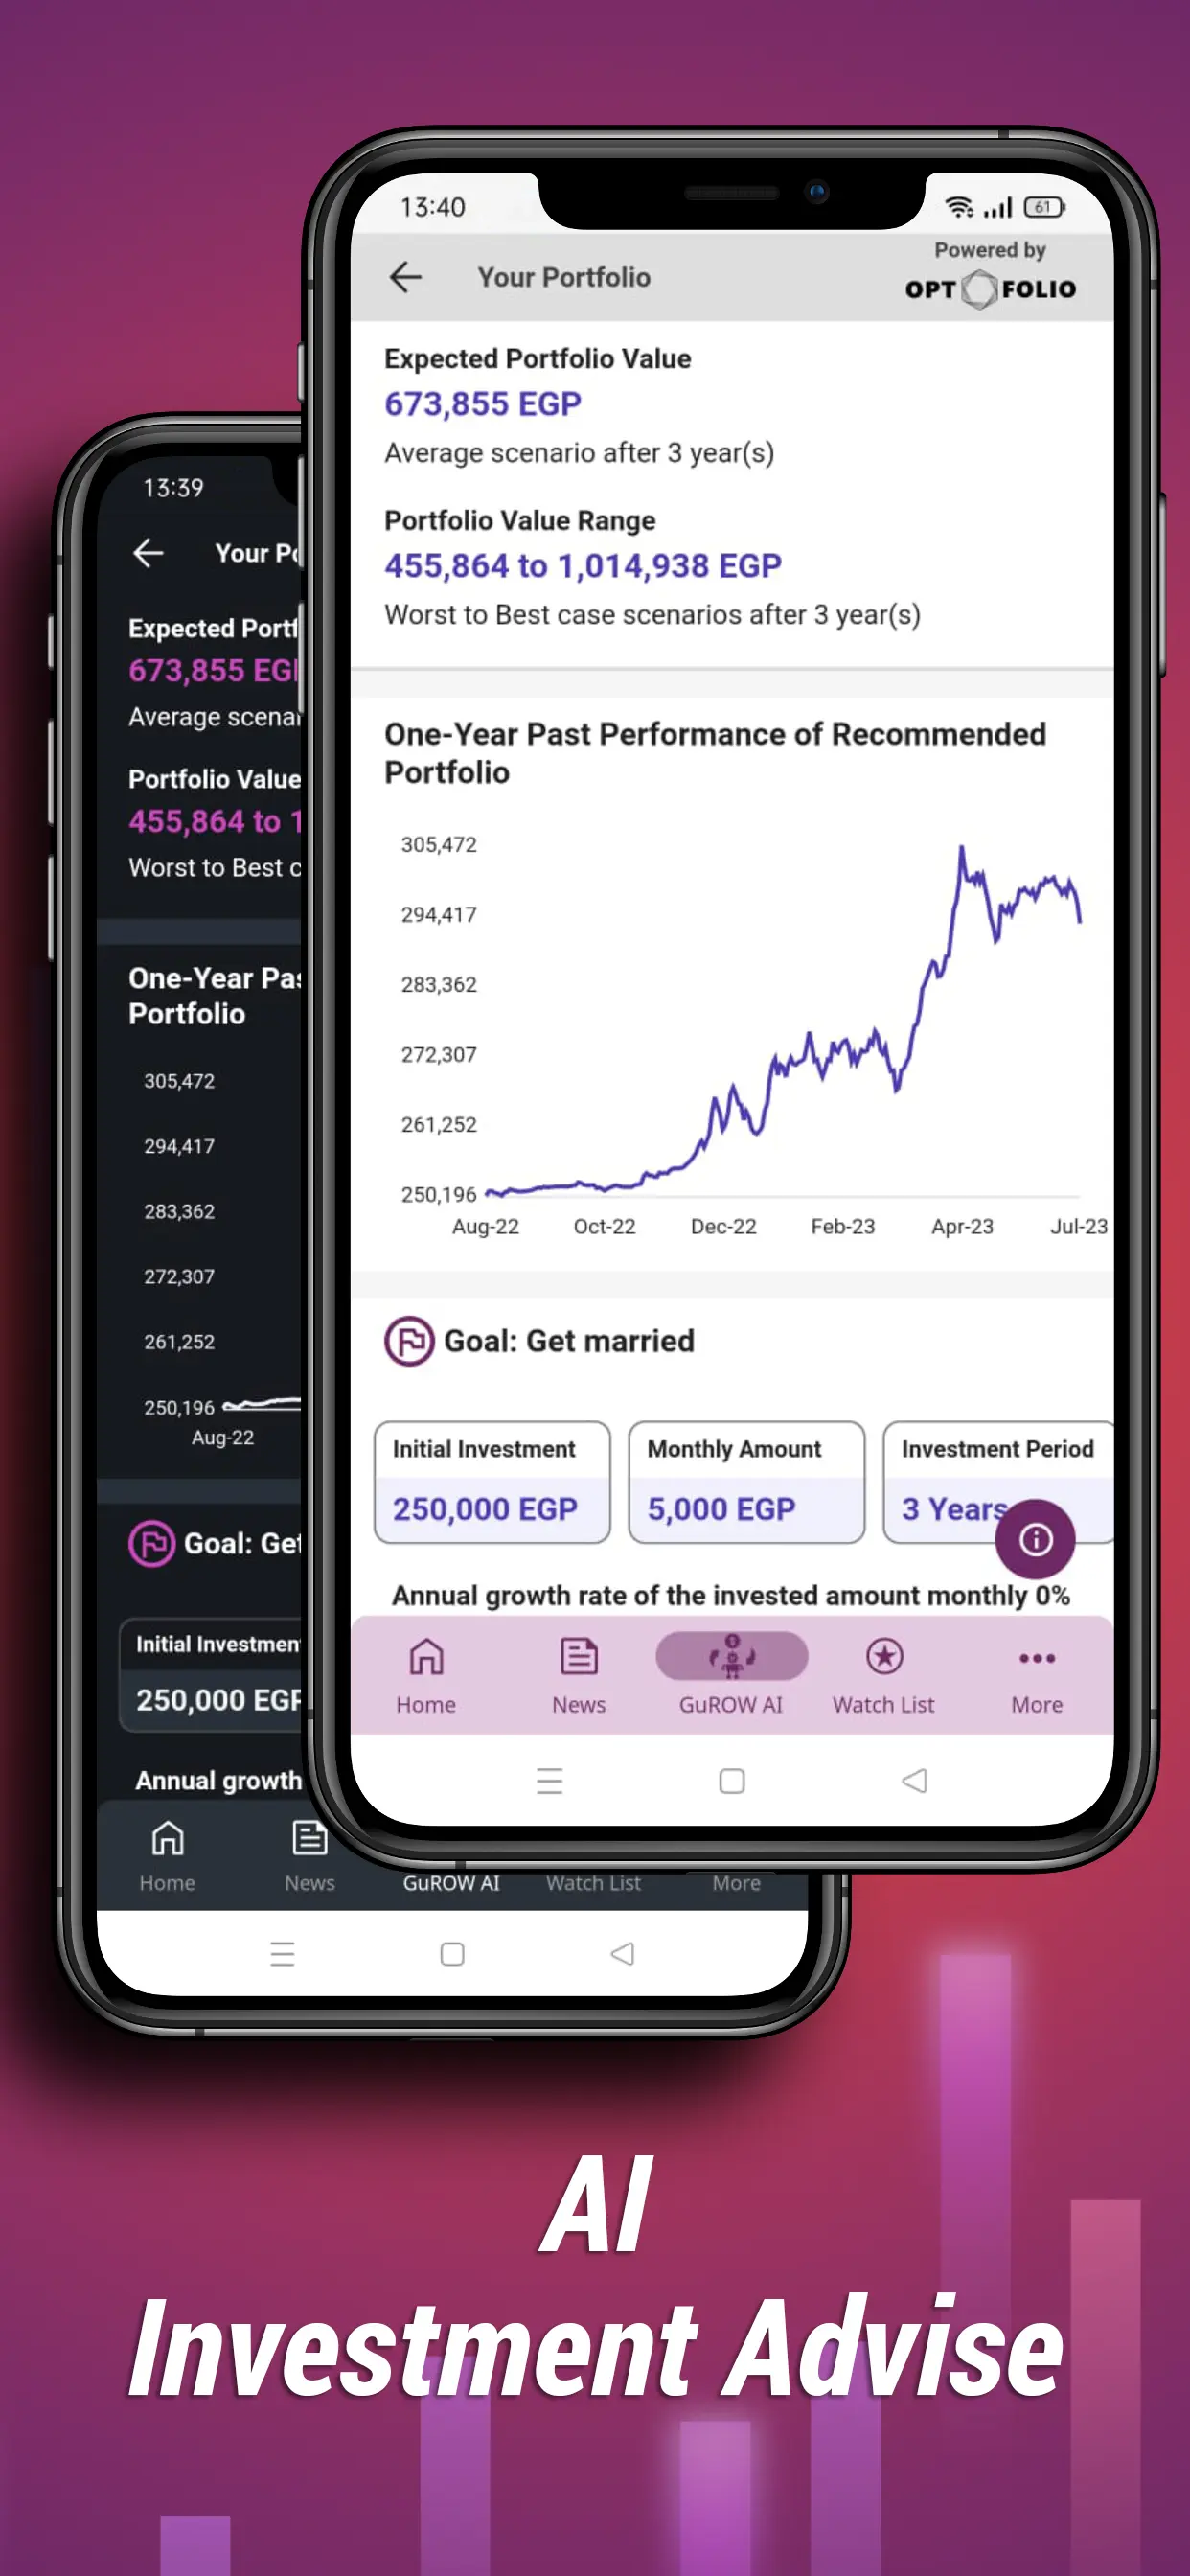 13:40
61
Your Portfolio
Powered by
OPT FOLIO
Expected Portfolio Value
673,855 EGP
Average scenario after 3 year(s)
Portfolio Value Range
455,864 to 1,014,938 EGP
Worst to Best case scenarios after 3 year(s)
One-Year Past Performance of Recommended
Portfolio
305,472
294,417
283,362
272,307
261,252
250,196
Aug-22 Oct-22 Dec-22 Feb-23 Apr-23 Jul-23
Goal: Get married
Initial Investment
250,000 EGP
Monthly Amount
5,000 EGP
Investment Period
3 Years
Annual growth rate of the invested amount monthly 0%
Home News GuROW AI Watch List More
13:39
Your Po
Expected Portf
673,855 EGP
Average scenar
Portfolio Value
455,864 to 1
Worst to Best c
One-Year Pas
Portfolio
305,472
294,417
283,362
272,307
261,252
250,196
Aug-22
Goal: Get
Initial Investment
250,000 EGP
Annual growth
Home News GuROW AI Watch List More
AI
Investment Advise